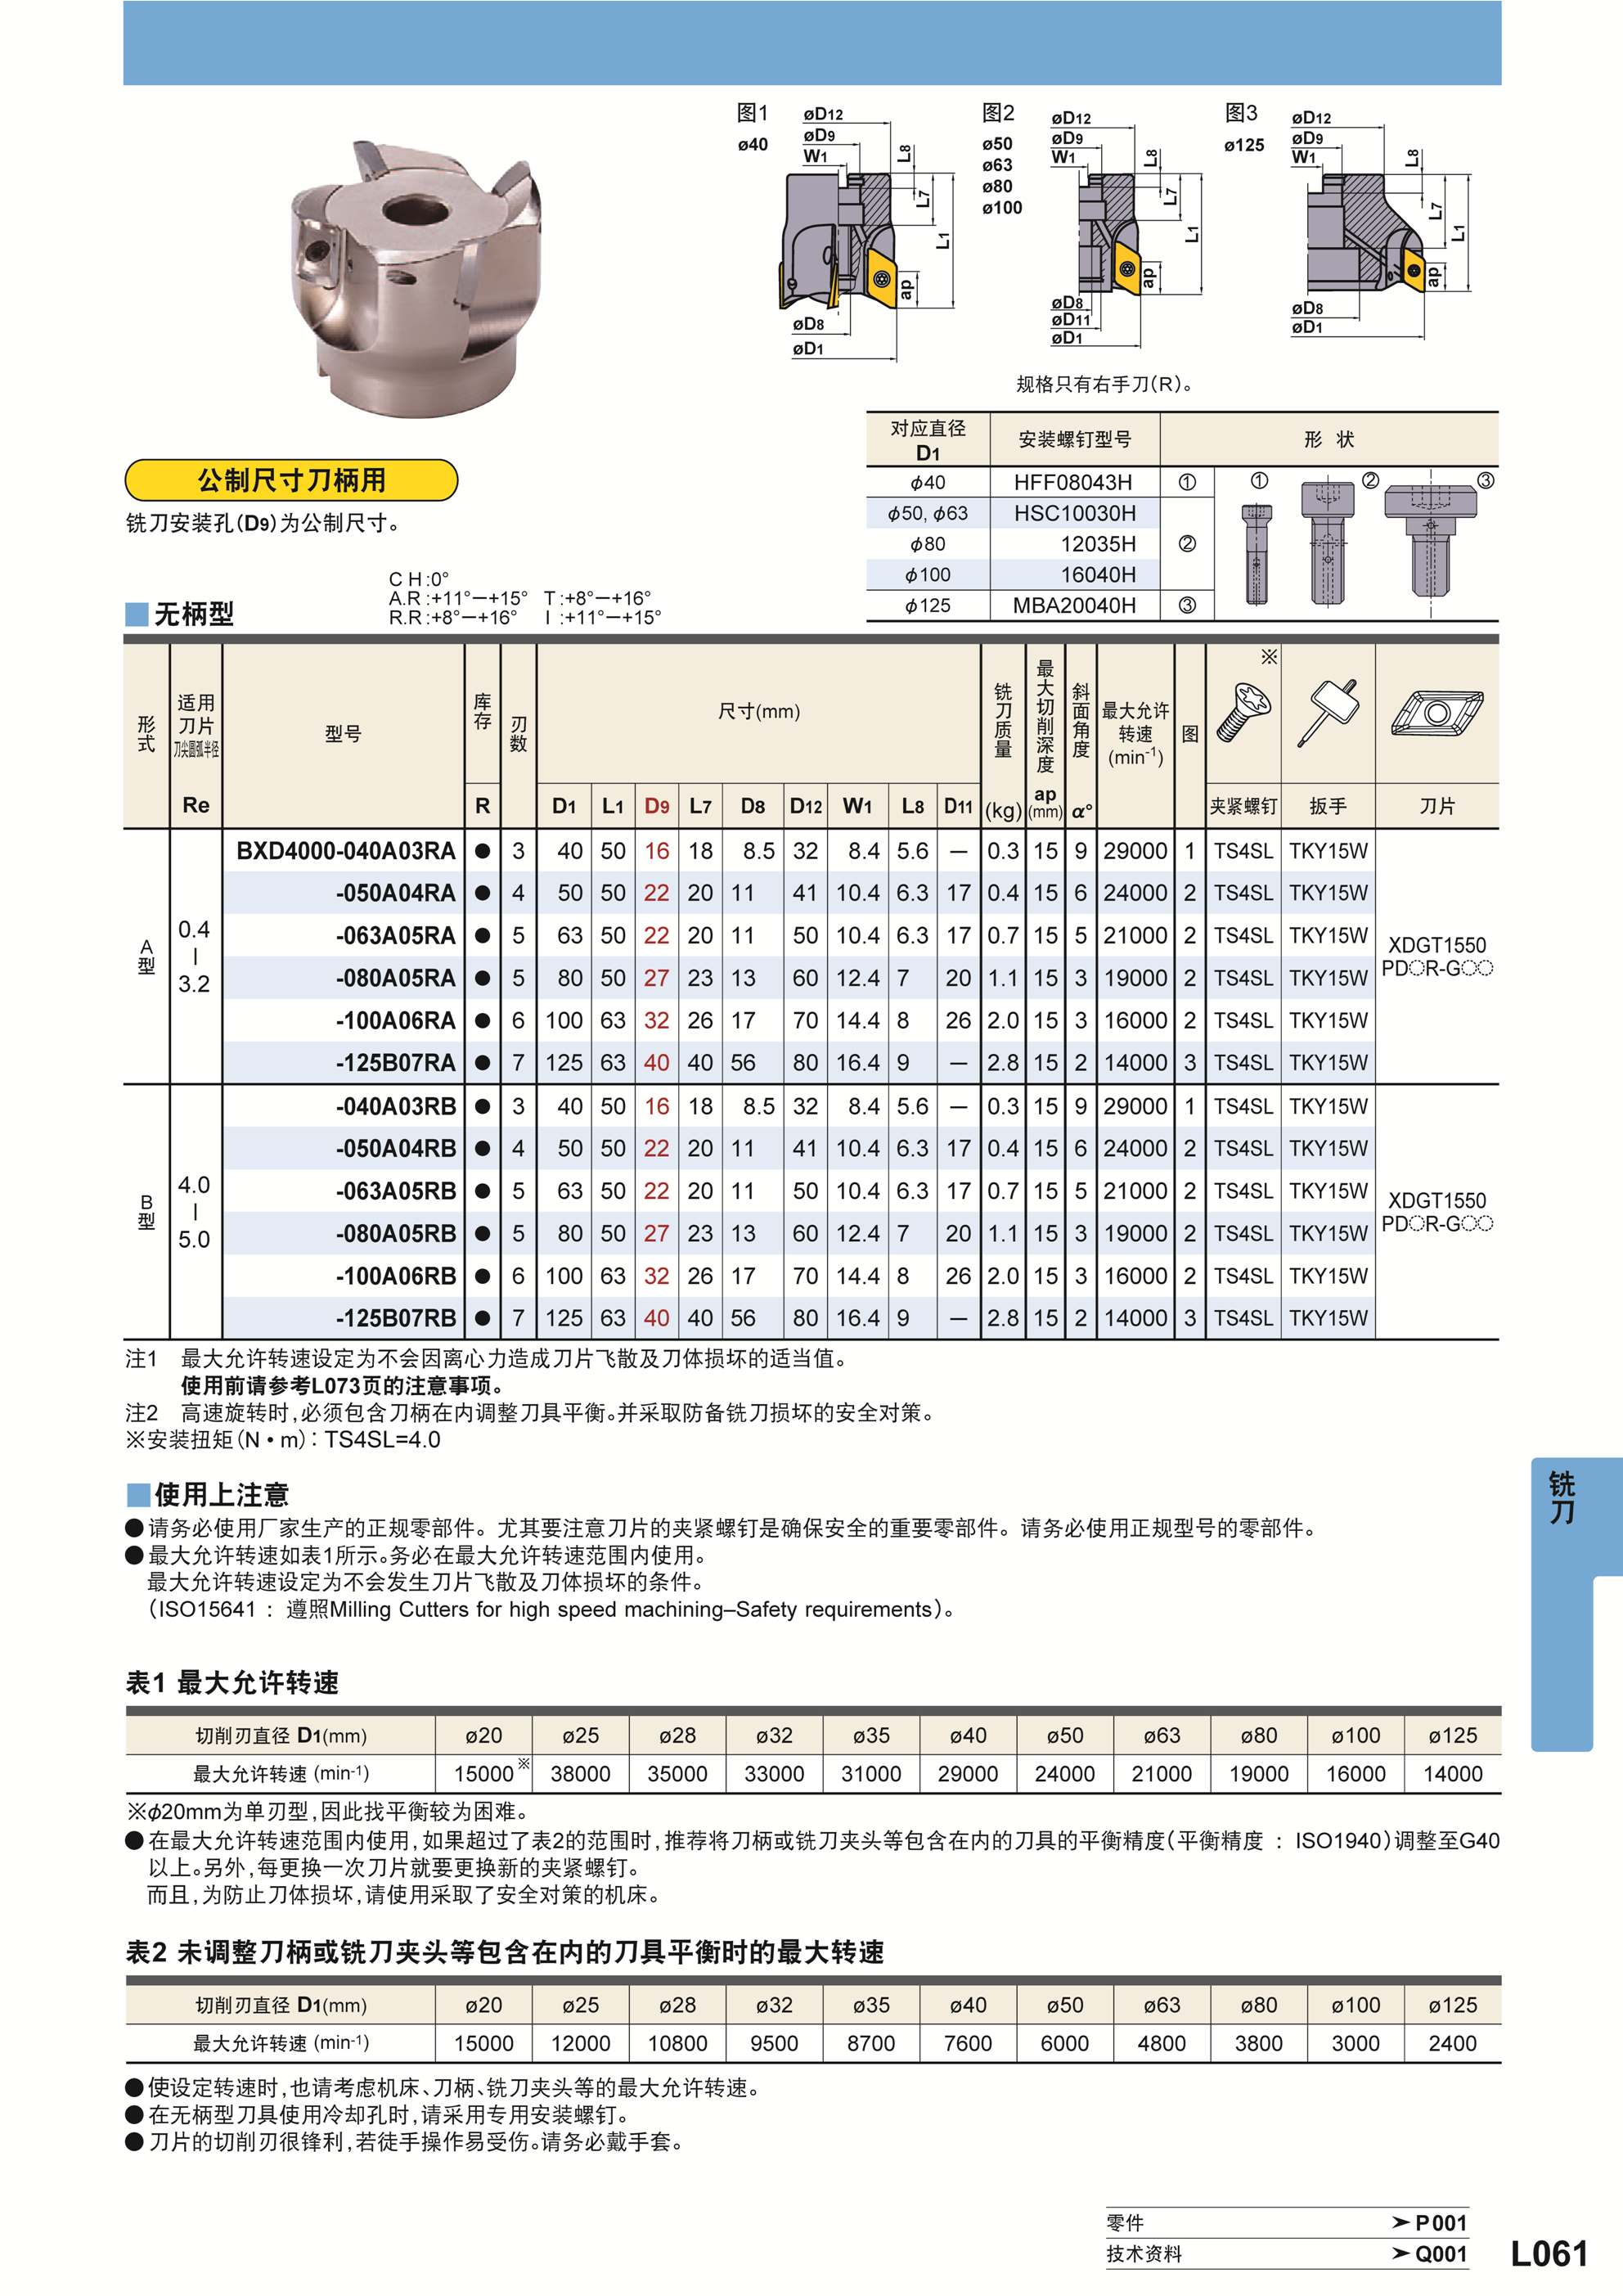 图1
ø40
øD12
øD9
W1
L8
L7
L1
ap
øD8
øD1
图2
ø50
ø63
ø80
ø100
øD12
øD9
W1
L8
L7
L1
ap
øD8
øD11
øD1
图3
ø125
øD12
øD9
W1
L8
L7
L1
ap
øD8
øD1
规格只有右手刀(R)。
对应直径 D1 安装螺钉型号 形 状
φ40 HFF08043H ①
φ50, φ63 HSC10030H
φ80 12035H ②
φ100 16040H
φ125 MBA20040H ③
① ② ③
公制尺寸刀柄用
铣刀安装孔(D9)为公制尺寸。
C H:0°
A.R :+11°—+15° T :+8°—+16°
R.R :+8°—+16° I :+11°—+15°
■无柄型
形式 适用刀片刀尖圆弧半径 Re 型号 库存 R 刃数 尺寸(mm) 铣刀质量 (kg) 最大切削深度 ap (mm) 斜面角度 α° 最大允许转速 (min-1) 图 ※ 夹紧螺钉 扳手 刀片
D1 L1 D9 L7 D8 D12 W1 L8 D11
A型
0.4
|
3.2
BXD4000-040A03RA ● 3 40 50 16 18 8.5 32 8.4 5.6 — 0.3 15 9 29000 1 TS4SL TKY15W
-050A04RA ● 4 50 50 22 20 11 41 10.4 6.3 17 0.4 15 6 24000 2 TS4SL TKY15W
-063A05RA ● 5 63 50 22 20 11 50 10.4 6.3 17 0.7 15 5 21000 2 TS4SL TKY15W
-080A05RA ● 5 80 50 27 23 13 60 12.4 7 20 1.1 15 3 19000 2 TS4SL TKY15W
-100A06RA ● 6 100 63 32 26 17 70 14.4 8 26 2.0 15 3 16000 2 TS4SL TKY15W
-125B07RA ● 7 125 63 40 40 56 80 16.4 9 — 2.8 15 2 14000 3 TS4SL TKY15W
XDGT1550
PD◌R-G◌◌
B型
4.0
|
5.0
-040A03RB ● 3 40 50 16 18 8.5 32 8.4 5.6 — 0.3 15 9 29000 1 TS4SL TKY15W
-050A04RB ● 4 50 50 22 20 11 41 10.4 6.3 17 0.4 15 6 24000 2 TS4SL TKY15W
-063A05RB ● 5 63 50 22 20 11 50 10.4 6.3 17 0.7 15 5 21000 2 TS4SL TKY15W
-080A05RB ● 5 80 50 27 23 13 60 12.4 7 20 1.1 15 3 19000 2 TS4SL TKY15W
-100A06RB ● 6 100 63 32 26 17 70 14.4 8 26 2.0 15 3 16000 2 TS4SL TKY15W
-125B07RB ● 7 125 63 40 40 56 80 16.4 9 — 2.8 15 2 14000 3 TS4SL TKY15W
XDGT1550
PD◌R-G◌◌
注1 最大允许转速设定为不会因离心力造成刀片飞散及刀体损坏的适当值。
使用前请参考L073页的注意事项。
注2 高速旋转时,必须包含刀柄在内调整刀具平衡。并采取防备铣刀损坏的安全对策。
※安装扭矩(N•m):TS4SL=4.0
■使用上注意
●请务必使用厂家生产的正规零部件。尤其要注意刀片的夹紧螺钉是确保安全的重要零部件。请务必使用正规型号的零部件。
●最大允许转速如表1所示。务必在最大允许转速范围内使用。
最大允许转速设定为不会发生刀片飞散及刀体损坏的条件。
(ISO15641 : 遵照Milling Cutters for high speed machining–Safety requirements)。
铣刀
表1 最大允许转速
切削刃直径 D1(mm) ø20 ø25 ø28 ø32 ø35 ø40 ø50 ø63 ø80 ø100 ø125
最大允许转速 (min-1) 15000※ 38000 35000 33000 31000 29000 24000 21000 19000 16000 14000
※φ20mm为单刃型,因此找平衡较为困难。
●在最大允许转速范围内使用,如果超过了表2的范围时,推荐将刀柄或铣刀夹头等包含在内的刀具的平衡精度(平衡精度 : ISO1940)调整至G40
以上。另外,每更换一次刀片就要更换新的夹紧螺钉。
而且,为防止刀体损坏,请使用采取了安全对策的机床。
表2 未调整刀柄或铣刀夹头等包含在内的刀具平衡时的最大转速
切削刃直径 D1(mm) ø20 ø25 ø28 ø32 ø35 ø40 ø50 ø63 ø80 ø100 ø125
最大允许转速 (min-1) 15000 12000 10800 9500 8700 7600 6000 4800 3800 3000 2400
●使设定转速时,也请考虑机床、刀柄、铣刀夹头等的最大允许转速。
●在无柄型刀具使用冷却孔时,请采用专用安装螺钉。
●刀片的切削刃很锋利,若徒手操作易受伤。请务必戴手套。
零件 ➤P001
技术资料 ➤Q001
L061